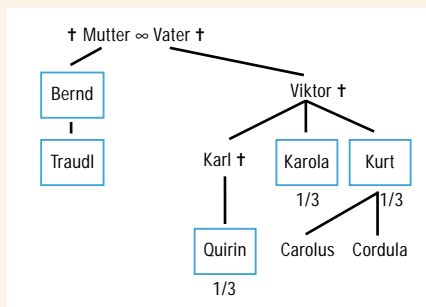 ✝ Mutter ∞ Vater ✝
Bernd
Viktor ✝
Traudl
Karl ✝
Karola
Kurt
1/3
1/3
Quirin
Carolus
Cordula
1/3